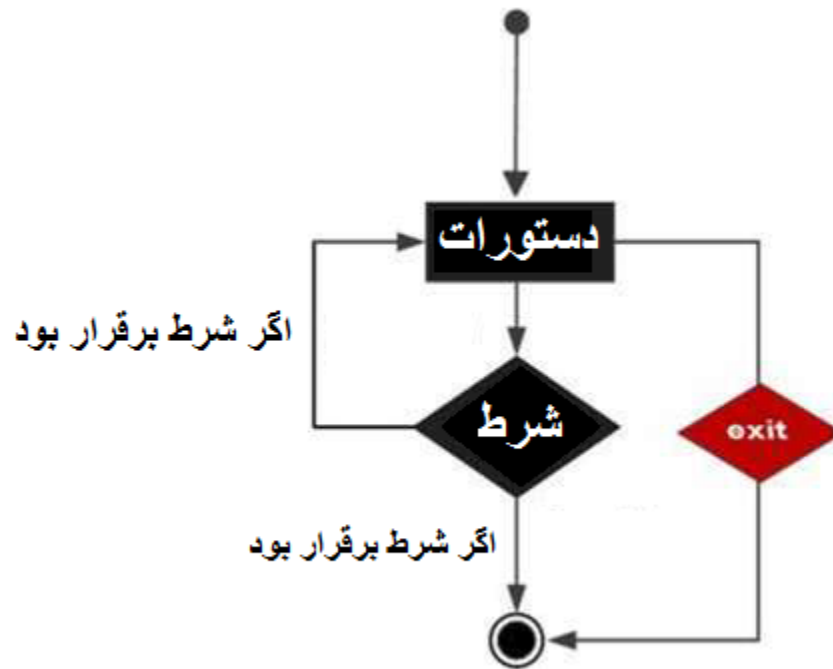 دستورات
اگر شرط برقرار بود
شرط
exit
اگر شرط برقرار بود